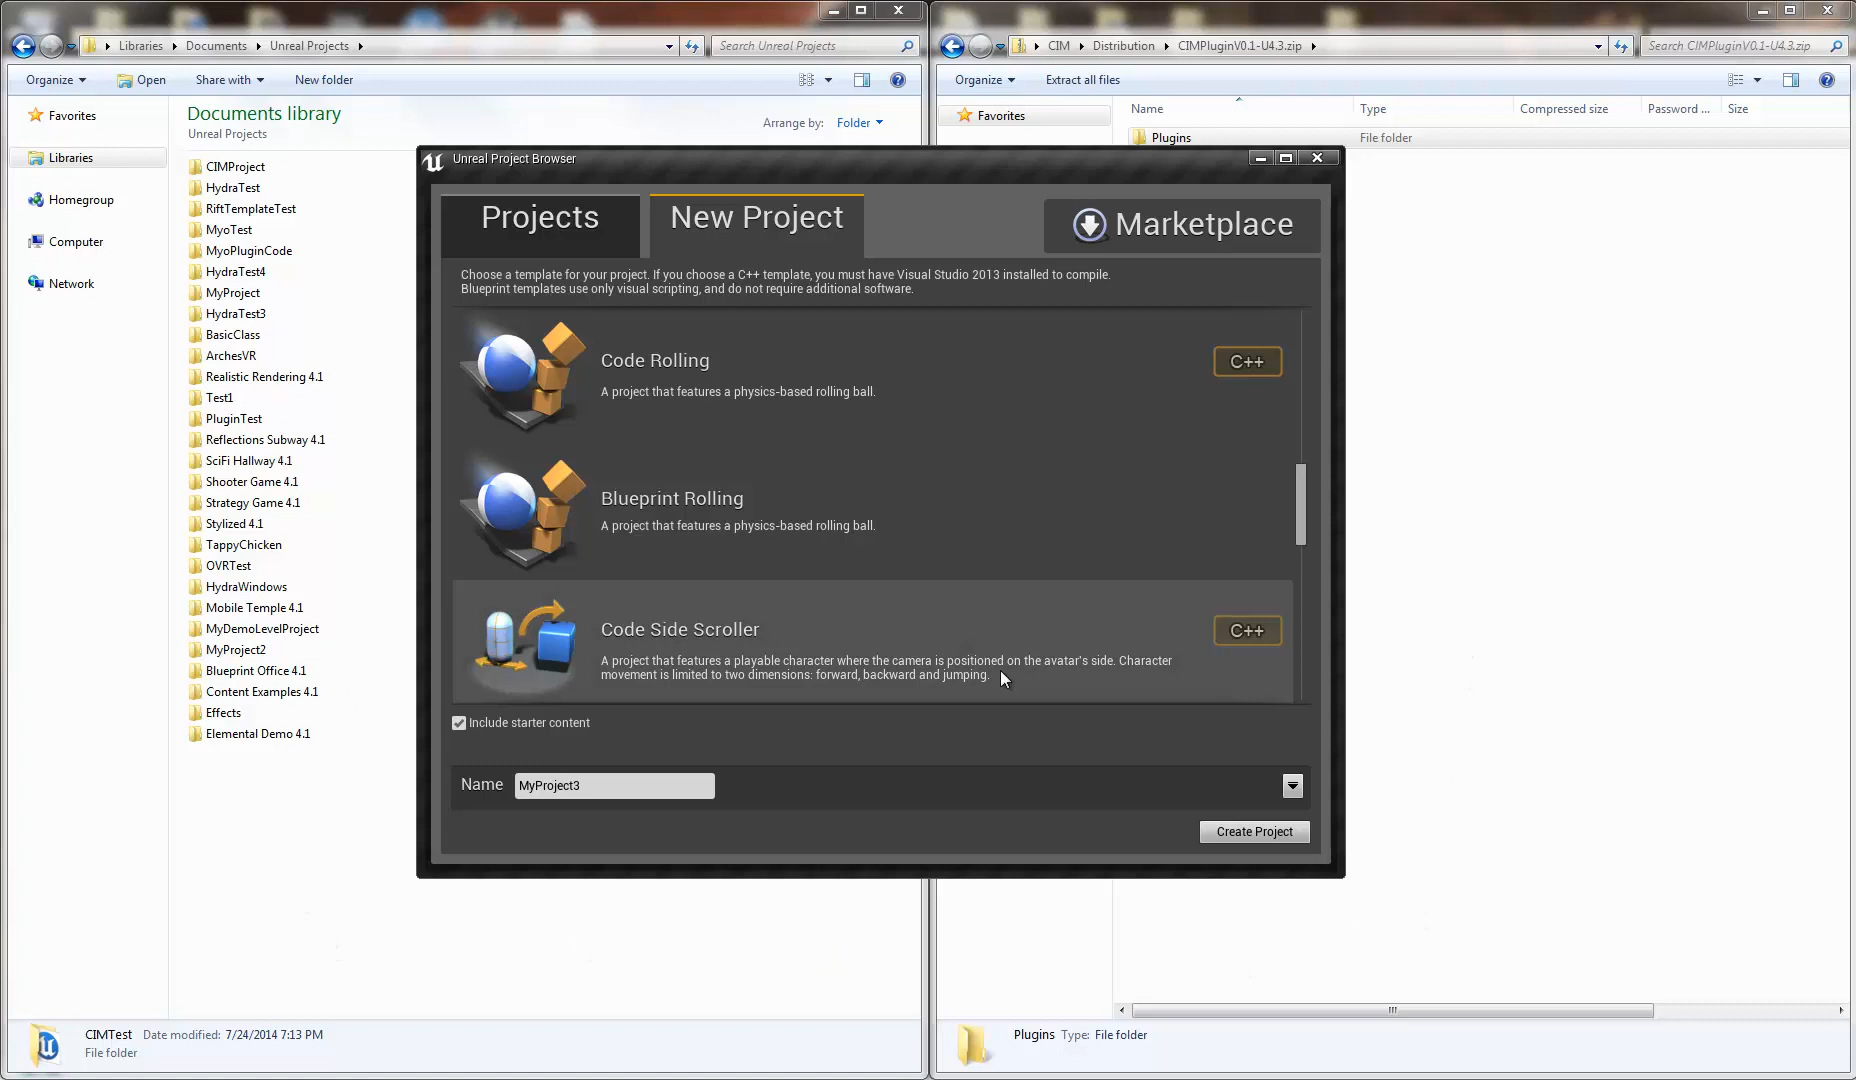 Libraries Documents Unreal Projects
Search Unreal Projects
Organize Open Share with New folder
Favorites
Libraries
Homegroup
Computer
Network
Documents library
Unreal Projects
Arrange by: Folder
CIMProject
HydraTest
RiftTemplateTest
MyoTest
MyoPluginCode
HydraTest4
MyProject
HydraTest3
BasicClass
ArchesVR
Realistic Rendering 4.1
Test1
PluginTest
Reflections Subway 4.1
SciFi Hallway 4.1
Shooter Game 4.1
Strategy Game 4.1
Stylized 4.1
TappyChicken
OVRTest
HydraWindows
Mobile Temple 4.1
MyDemoLevelProject
MyProject2
Blueprint Office 4.1
Content Examples 4.1
Effects
Elemental Demo 4.1
CIMTest Date modified: 7/24/2014 7:13 PM
File folder
CIM Distribution CIMPluginV0.1-U4.3.zip
Search CIMPluginV0.1-U4.3.zip
Organize Extract all files
Favorites
Name Type Compressed size Password ... Size
Plugins File folder
Plugins Type: File folder
Unreal Project Browser
Projects New Project Marketplace
Choose a template for your project. If you choose a C++ template, you must have Visual Studio 2013 installed to compile.
Blueprint templates use only visual scripting, and do not require additional software.
Code Rolling C++
A project that features a physics-based rolling ball.
Blueprint Rolling
A project that features a physics-based rolling ball.
Code Side Scroller C++
A project that features a playable character where the camera is positioned on the avatar's side. Character
movement is limited to two dimensions: forward, backward and jumping.
Include starter content
Name MyProject3
Create Project